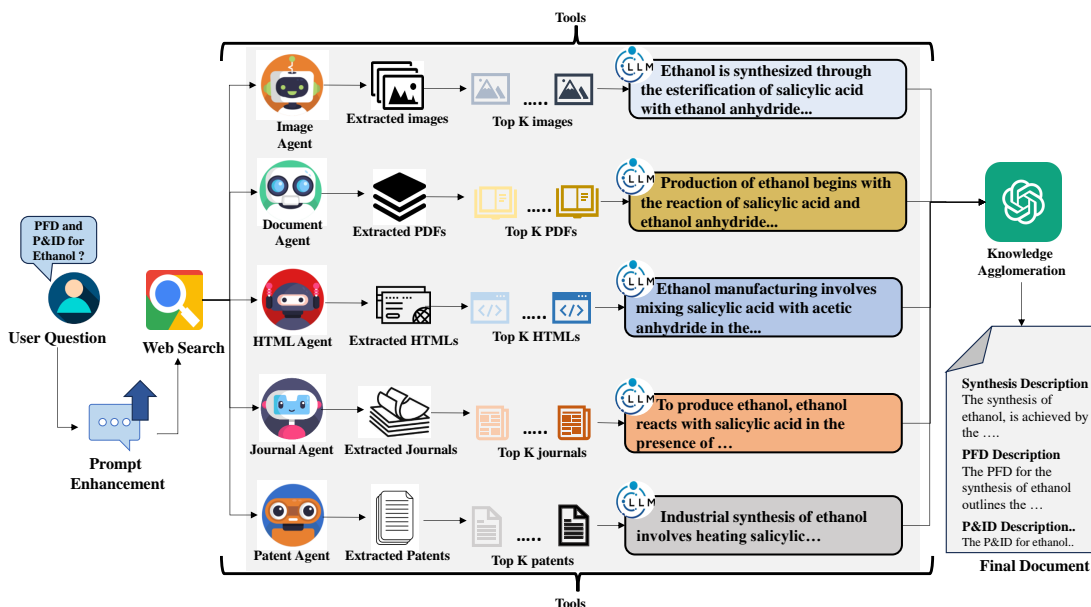 Tools
PFD and
P&ID for
Ethanol ?
User Question
Prompt
Enhancement
Web Search
Image
Agent
Extracted images
.....
Top K images
LLM
Ethanol is synthesized through
the esterification of salicylic acid
with ethanol anhydride...
Document
Agent
Extracted PDFs
.....
Top K PDFs
LLM
Production of ethanol begins with
the reaction of salicylic acid and
ethanol anhydride...
HTML Agent
Extracted HTMLs
</>
.....
</>
Top K HTMLs
LLM
Ethanol manufacturing involves
mixing salicylic acid with acetic
anhydride in the...
Journal Agent
Extracted Journals
.....
Top K journals
LLM
To produce ethanol, ethanol
reacts with salicylic acid in the
presence of …
Patent Agent
Extracted Patents
.....
Top K patents
LLM
Industrial synthesis of ethanol
involves heating salicylic…
Knowledge
Agglomeration
Synthesis Description
The synthesis of
ethanol, is achieved by
the ….
PFD Description
The PFD for the
synthesis of ethanol
outlines the …
P&ID Description..
The P&ID for ethanol..
Final Document
Tools